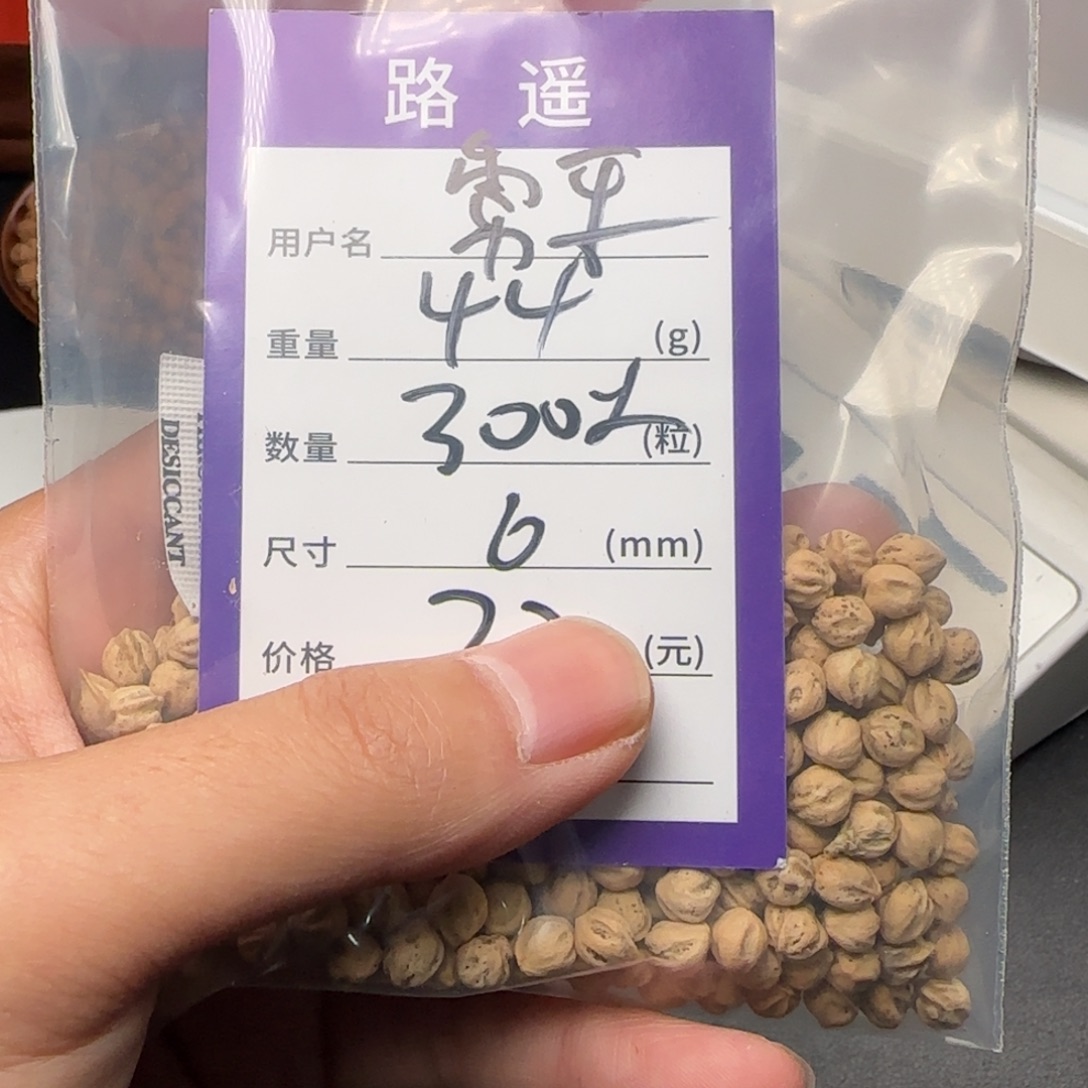 路遥
用户名
重量 44 (g)
数量 300 (粒)
尺寸 6 (mm)
价格 (元)
DESICCANT